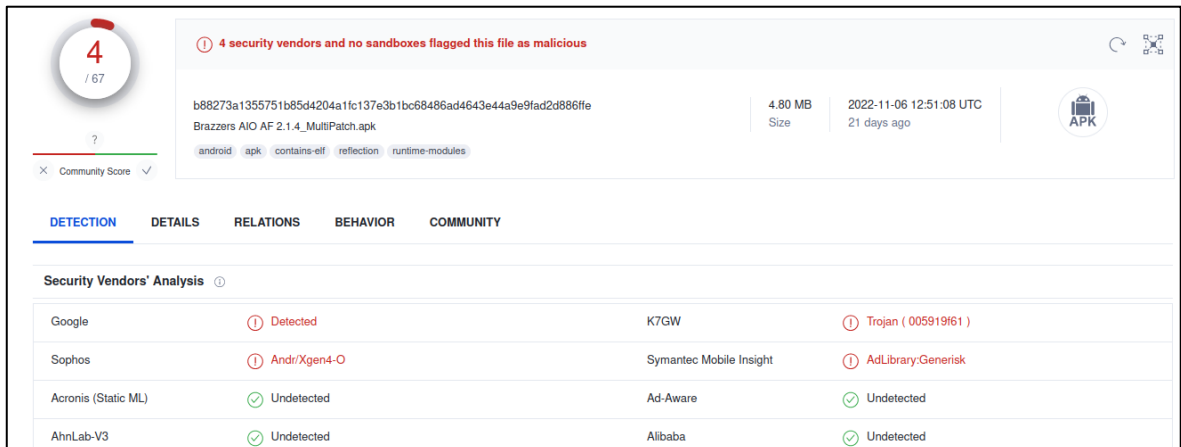 4
/ 67
?
Community Score
4 security vendors and no sandboxes flagged this file as malicious
b88273a1355751b85d4204a1fc137e3b1bc68486ad4643e44a9e9fad2d886ffe
Brazzers AIO AF 2.1.4_MultiPatch.apk
android apk contains-elf reflection runtime-modules
4.80 MB
Size
2022-11-06 12:51:08 UTC
21 days ago
APK
DETECTION DETAILS RELATIONS BEHAVIOR COMMUNITY
Security Vendors' Analysis
Google Detected K7GW Trojan ( 005919f61 )
Sophos Andr/Xgen4-O Symantec Mobile Insight AdLibrary:Generisk
Acronis (Static ML) Undetected Ad-Aware Undetected
AhnLab-V3 Undetected Alibaba Undetected